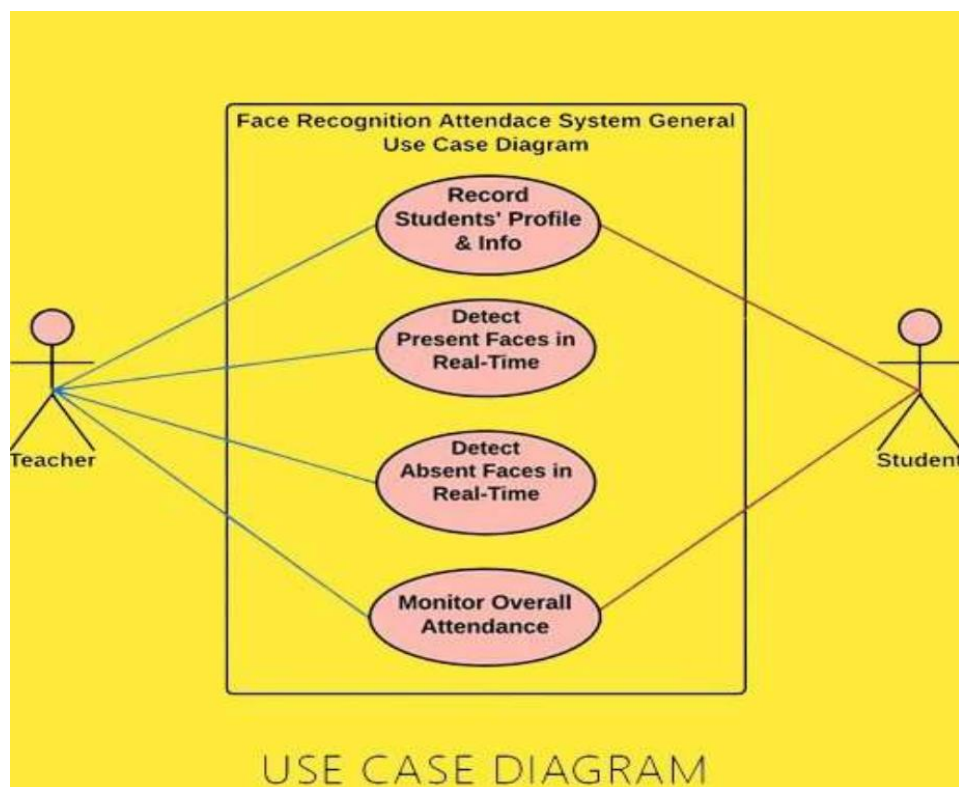 Face Recognition Attendace System General
Use Case Diagram
Record
Students' Profile
& Info
Detect
Present Faces in
Real-Time
Detect
Absent Faces in
Real-Time
Teacher
Student
Monitor Overall
Attendance
USE CASE DIAGRAM